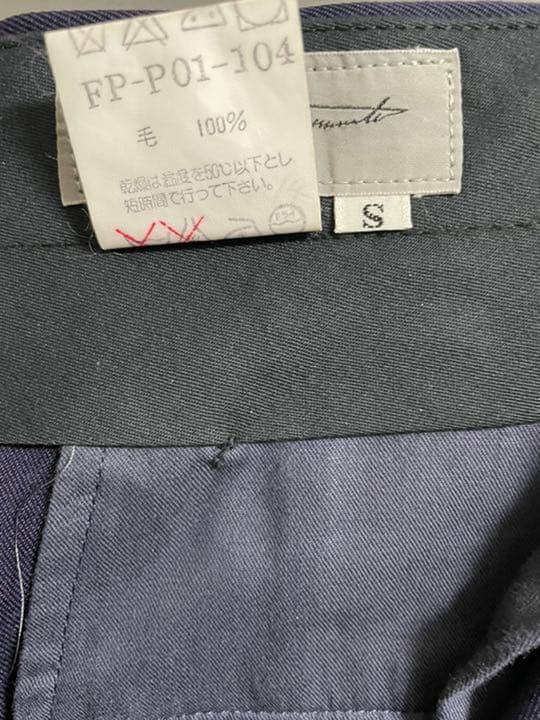 FP-P01-104
毛 100%
乾燥は温度を60℃以下とし
短時間で行って下さい。
S